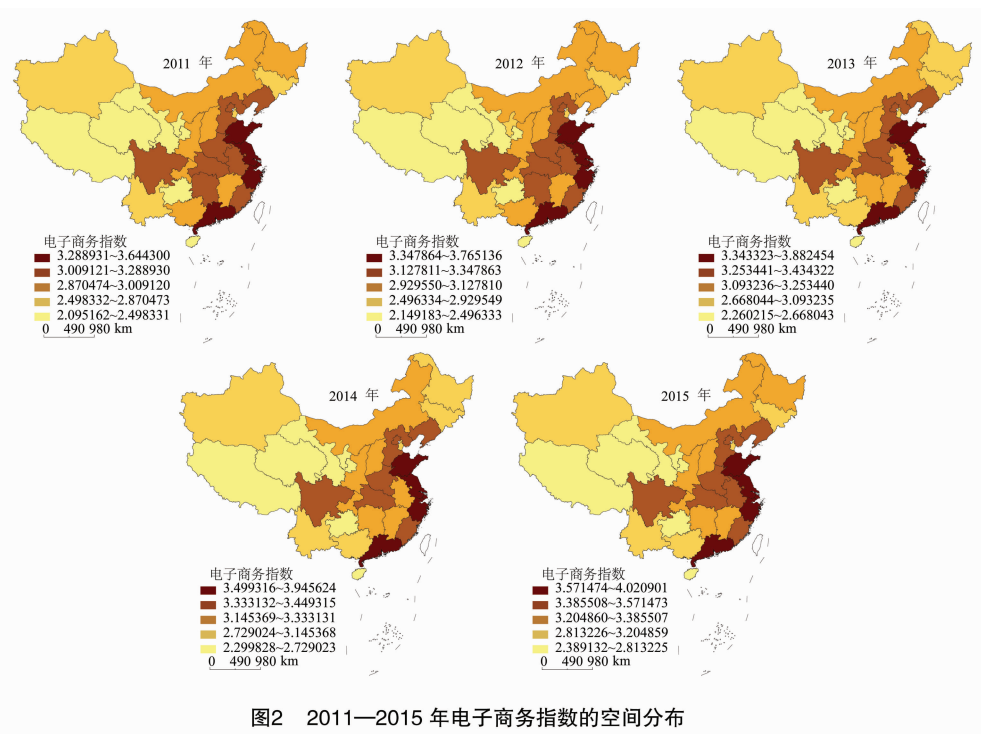 2011 年
电子商务指数
3.288931~3.644300
3.009121~3.288930
2.870474~3.009120
2.498332~2.870473
2.095162~2.498331
0 490 980 km
2012 年
电子商务指数
3.347864~3.765136
3.127811~3.347863
2.929550~3.127810
2.496334~2.929549
2.149183~2.496333
0 490 980 km
2013 年
电子商务指数
3.343323~3.882454
3.253441~3.434322
3.093236~3.253440
2.668044~3.093235
2.260215~2.668043
0 490 980 km
2014 年
电子商务指数
3.499316~3.945624
3.333132~3.449315
3.145369~3.333131
2.729024~3.145368
2.299828~2.729023
0 490 980 km
2015 年
电子商务指数
3.571474~4.020901
3.385508~3.571473
3.204860~3.385507
2.813226~3.204859
2.389132~2.813225
0 490 980 km
图2 2011—2015 年电子商务指数的空间分布